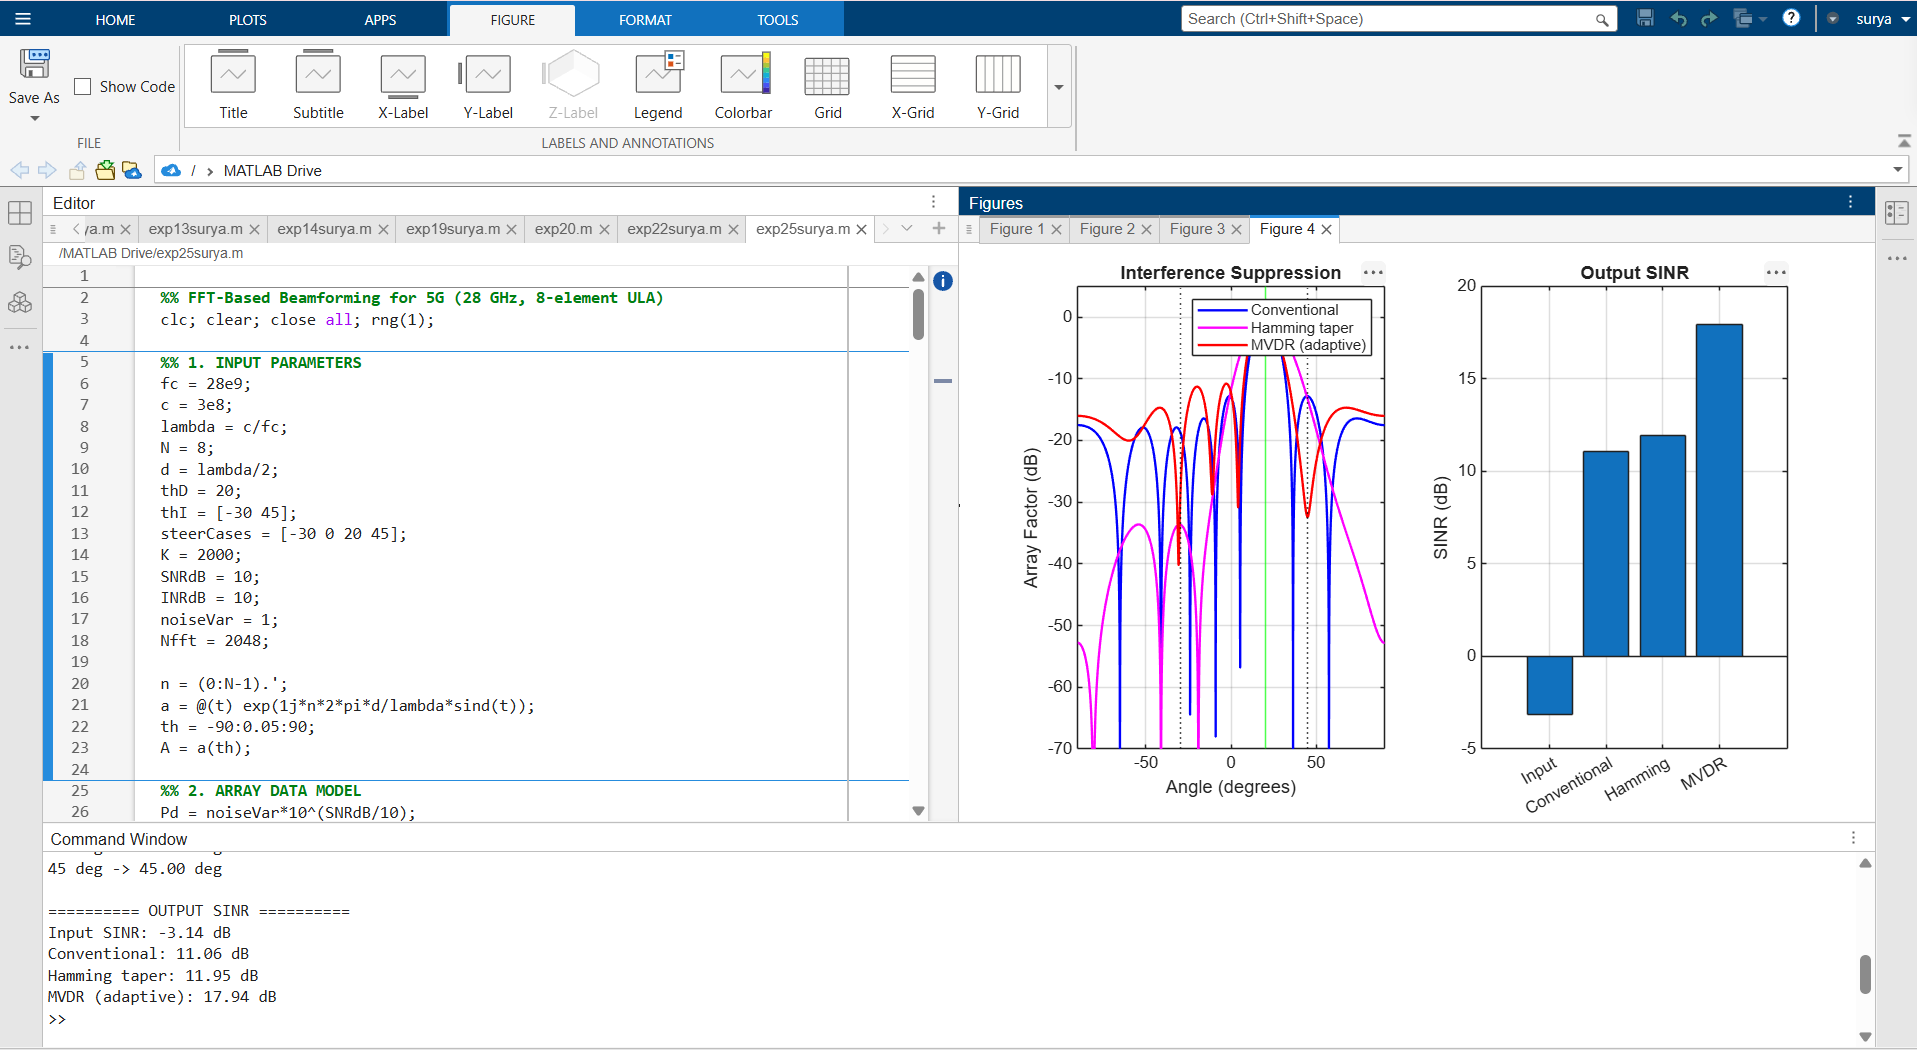 HOME PLOTS APPS FIGURE FORMAT TOOLS Search (Ctrl+Shift+Space) surya
Save As Show Code Title Subtitle X-Label Y-Label Z-Label Legend Colorbar Grid X-Grid Y-Grid
FILE LABELS AND ANNOTATIONS
/ › MATLAB Drive
Editor
ya.m exp13surya.m exp14surya.m exp19surya.m exp20.m exp22surya.m exp25surya.m
/MATLAB Drive/exp25surya.m
1
2 %% FFT-Based Beamforming for 5G (28 GHz, 8-element ULA)
3 clc; clear; close all; rng(1);
4
5 %% 1. INPUT PARAMETERS
6 fc = 28e9;
7 c = 3e8;
8 lambda = c/fc;
9 N = 8;
10 d = lambda/2;
11 thD = 20;
12 thI = [-30 45];
13 steerCases = [-30 0 20 45];
14 K = 2000;
15 SNRdB = 10;
16 INRdB = 10;
17 noiseVar = 1;
18 Nfft = 2048;
19
20 n = (0:N-1).';
21 a = @(t) exp(1j*n*2*pi*d/lambda*sind(t));
22 th = -90:0.05:90;
23 A = a(th);
24
25 %% 2. ARRAY DATA MODEL
26 Pd = noiseVar*10^(SNRdB/10);
Figures
Figure 1 Figure 2 Figure 3 Figure 4
Interference Suppression
Conventional
Hamming taper
MVDR (adaptive)
0
-10
-20
-30
-40
-50
-60
-70
Array Factor (dB)
-50 0 50
Angle (degrees)
Output SINR
20
15
10
5
0
-5
SINR (dB)
Input Conventional Hamming MVDR
Command Window
45 deg -> 45.00 deg
========== OUTPUT SINR ==========
Input SINR: -3.14 dB
Conventional: 11.06 dB
Hamming taper: 11.95 dB
MVDR (adaptive): 17.94 dB
>>